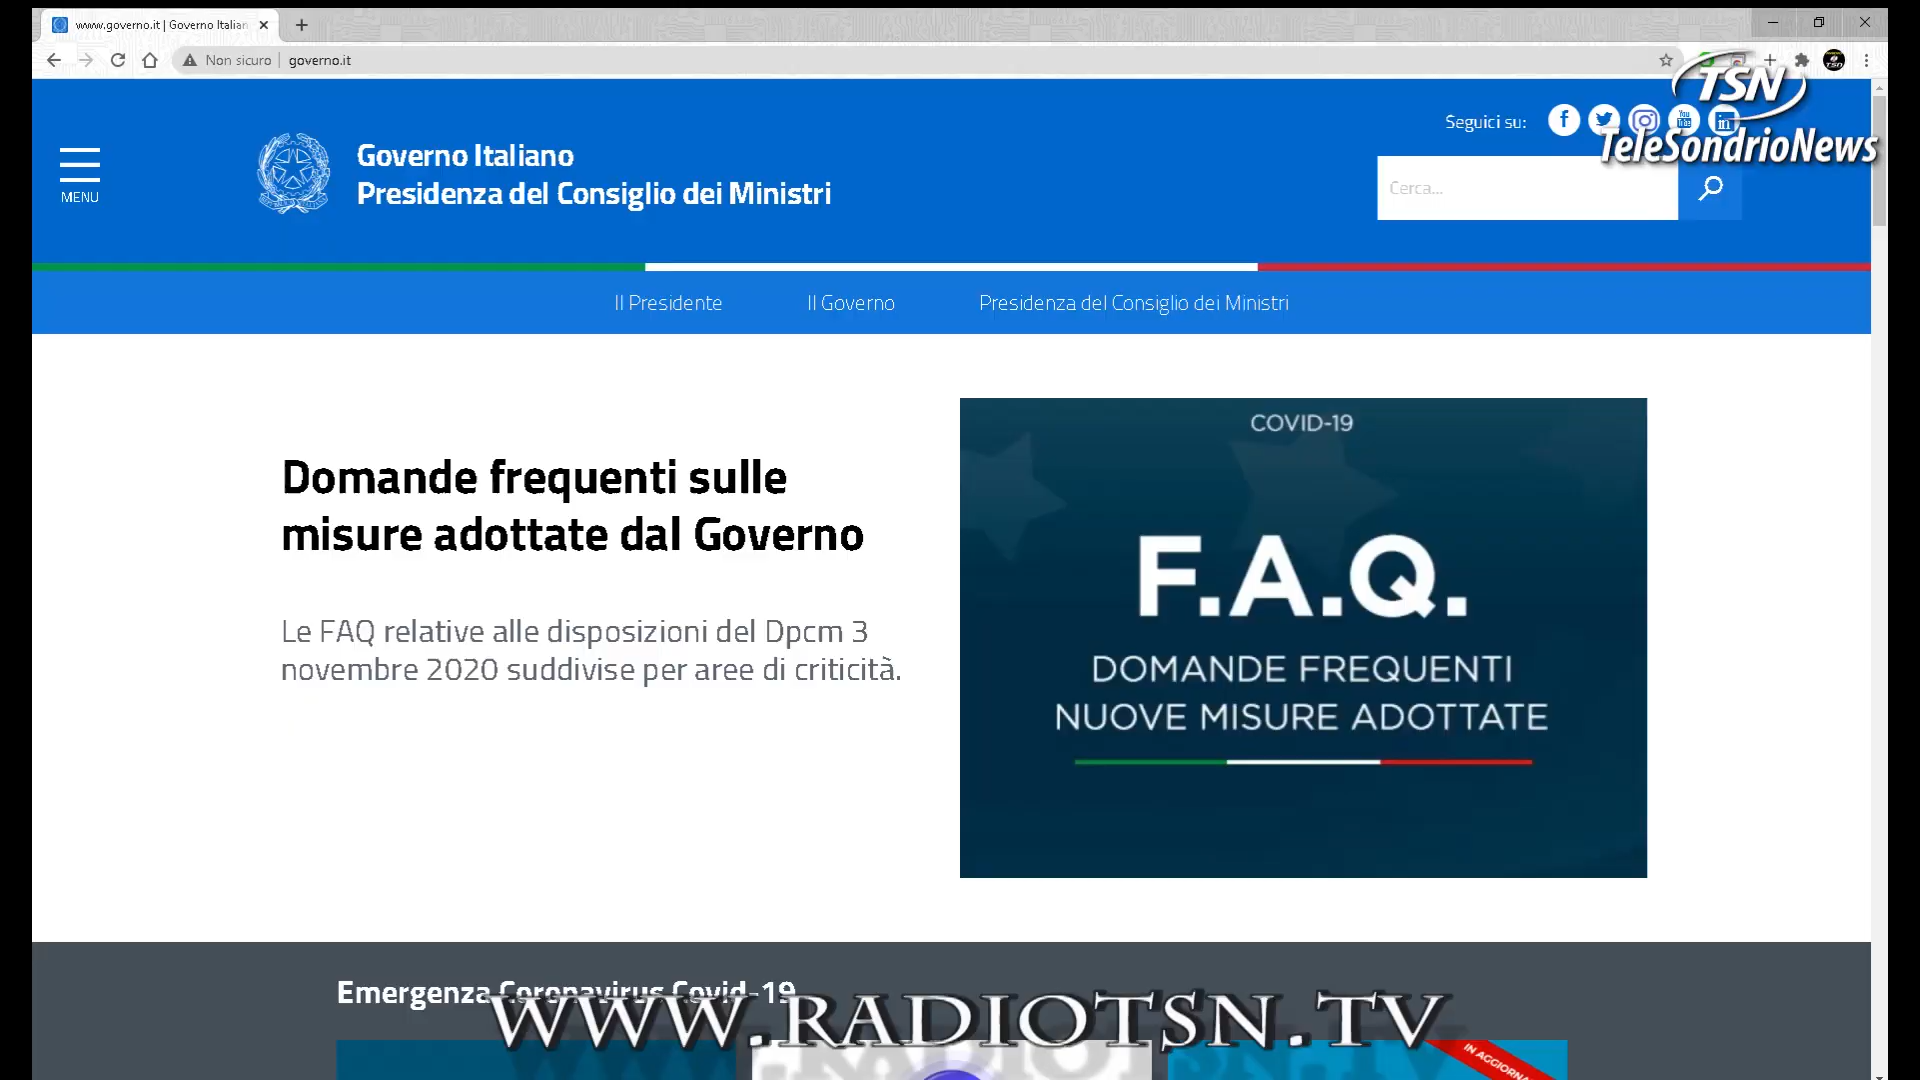 www.governo.it | Governo Italian
Non sicuro | governo.it
TSN
TeleSondrioNews
Seguici su:
MENU
Governo Italiano
Presidenza del Consiglio dei Ministri
Cerca...
Il Presidente
Il Governo
Presidenza del Consiglio dei Ministri
Domande frequenti sulle
misure adottate dal Governo
Le FAQ relative alle disposizioni del Dpcm 3
novembre 2020 suddivise per aree di criticità.
COVID-19
F.A.Q.
DOMANDE FREQUENTI
NUOVE MISURE ADOTTATE
Emergenza Coronavirus Covid-19
WWW.RADIOTSN.TV
IN AGGIORNA